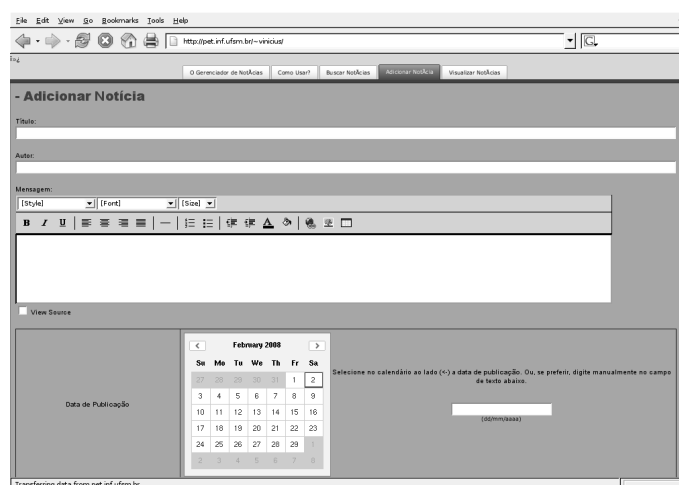 File Edit View Go Bookmarks Tools Help
http://pet.inf.ufsm.br/~vinicius/
G
O Gerenciador de NotÃcias Como Usar? Buscar NotÃcias Adicionar NotÃcia Visualizar NotÃcias
- Adicionar Notícia
Título:
Autor:
Mensagem:
[Style] [Font] [Size]
B I U A
View Source
Data de Publicação
< February 2008 >
Su Mo Tu We Th Fr Sa
27 28 29 30 31 1 2
3 4 5 6 7 8 9
10 11 12 13 14 15 16
17 18 19 20 21 22 23
24 25 26 27 28 29 1
2 3 4 5 6 7 8
Selecione no calendário ao lado (<-) a data de publicação. Ou, se preferir, digite manualmente no campo
de texto abaixo.
(dd/mm/aaaa)
Transferring data from pet.inf.ufsm.br